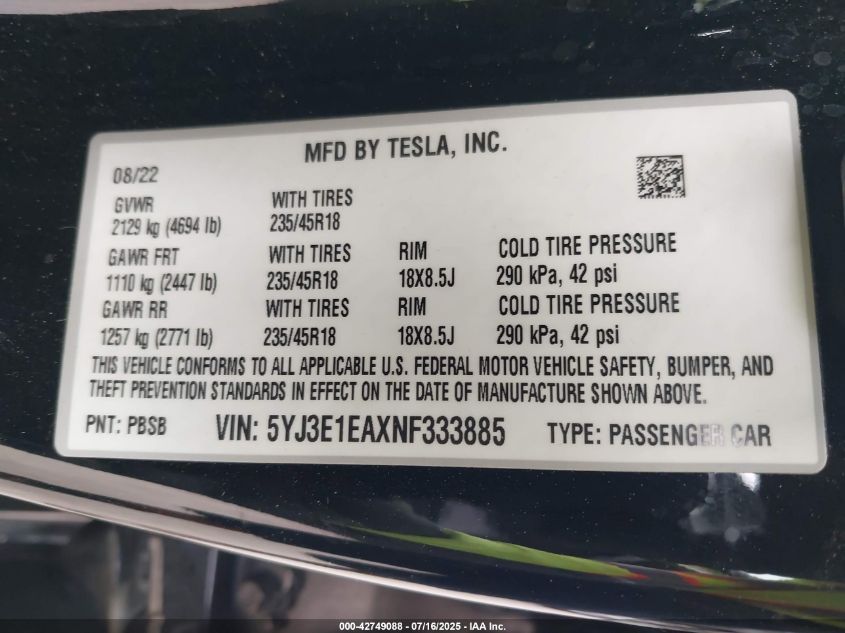 MFD BY TESLA, INC.
08/22
GVWR WITH TIRES
2129 kg (4694 lb) 235/45R18
GAWR FRT WITH TIRES RIM COLD TIRE PRESSURE
1110 kg (2447 lb) 235/45R18 18X8.5J 290 kPa, 42 psi
GAWR RR WITH TIRES RIM COLD TIRE PRESSURE
1257 kg (2771 lb) 235/45R18 18X8.5J 290 kPa, 42 psi
THIS VEHICLE CONFORMS TO ALL APPLICABLE U.S. FEDERAL MOTOR VEHICLE SAFETY, BUMPER, AND
THEFT PREVENTION STANDARDS IN EFFECT ON THE DATE OF MANUFACTURE SHOWN ABOVE.
PNT: PBSB VIN: 5YJ3E1EAXNF333885 TYPE: PASSENGER CAR
000-42749088 - 07/16/2025 - IAA Inc.